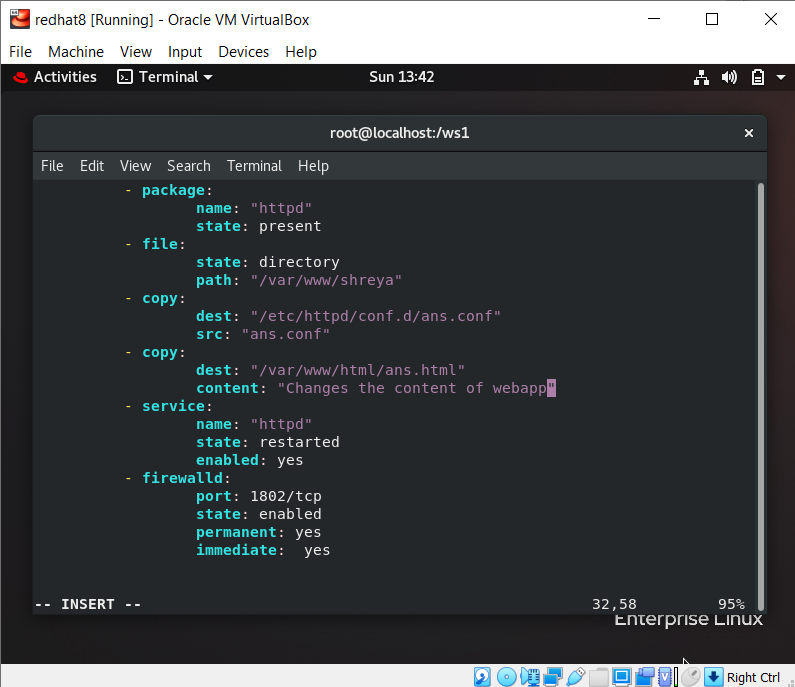 redhat8 [Running] - Oracle VM VirtualBox
File Machine View Input Devices Help
Activities Terminal Sun 13:42
root@localhost:/ws1
File Edit View Search Terminal Help
- package:
name: "httpd"
state: present
- file:
state: directory
path: "/var/www/shreya"
- copy:
dest: "/etc/httpd/conf.d/ans.conf"
src: "ans.conf"
- copy:
dest: "/var/www/html/ans.html"
content: "Changes the content of webapp"
- service:
name: "httpd"
state: restarted
enabled: yes
- firewalld:
port: 1802/tcp
state: enabled
permanent: yes
immediate:  yes
-- INSERT -- 32,58 95%
Enterprise Linux
Right Ctrl